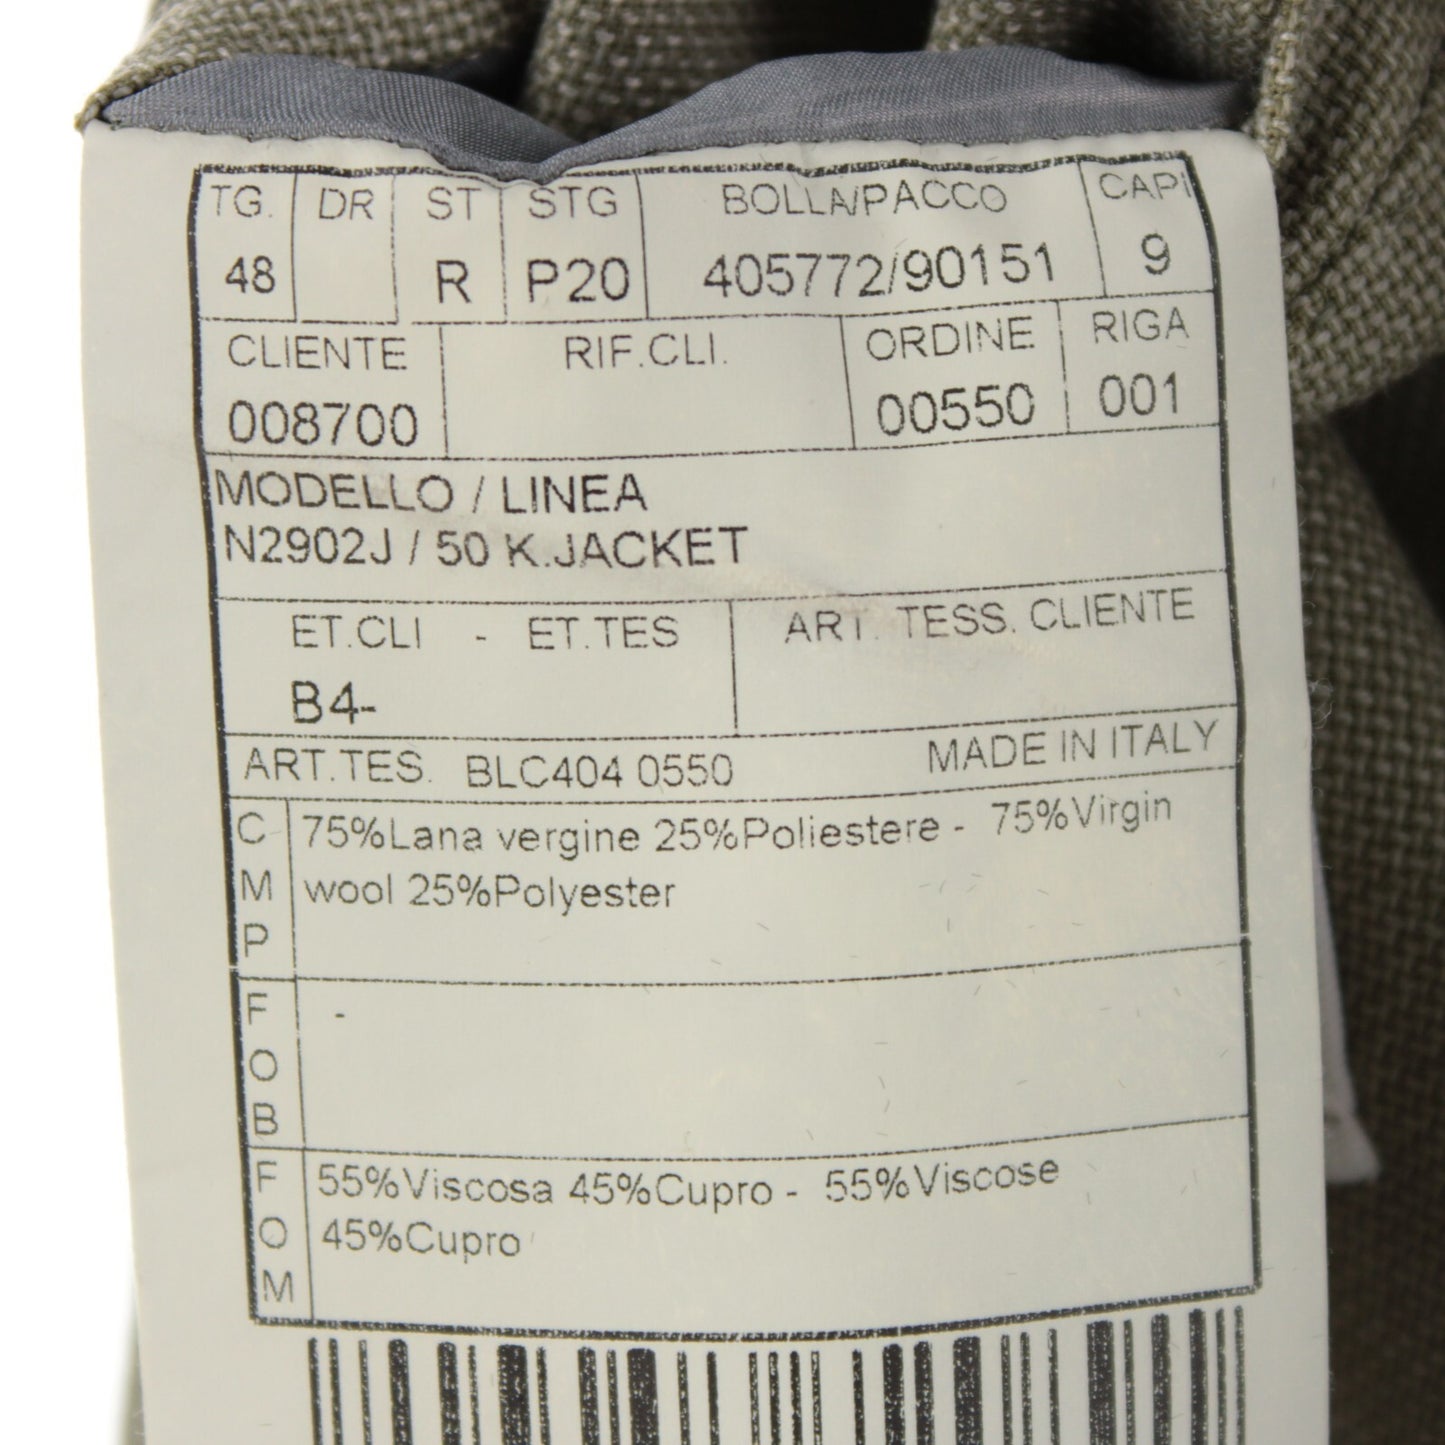 TG. DR ST STG BOLLA/PACCO CAPI
48 R P20 405772/90151 9
CLIENTE RIF.CLI. ORDINE RIGA
008700 00550 001
MODELLO / LINEA
N2902J / 50 K.JACKET
ET.CLI - ET.TES ART. TESS. CLIENTE
B4-
ART.TES. BLC404 0550 MADE IN ITALY
CMP
75%Lana vergine 25%Poliestere - 75%Virgin
wool 25%Polyester
FOB
-
FOM
55%Viscosa 45%Cupro - 55%Viscose
45%Cupro